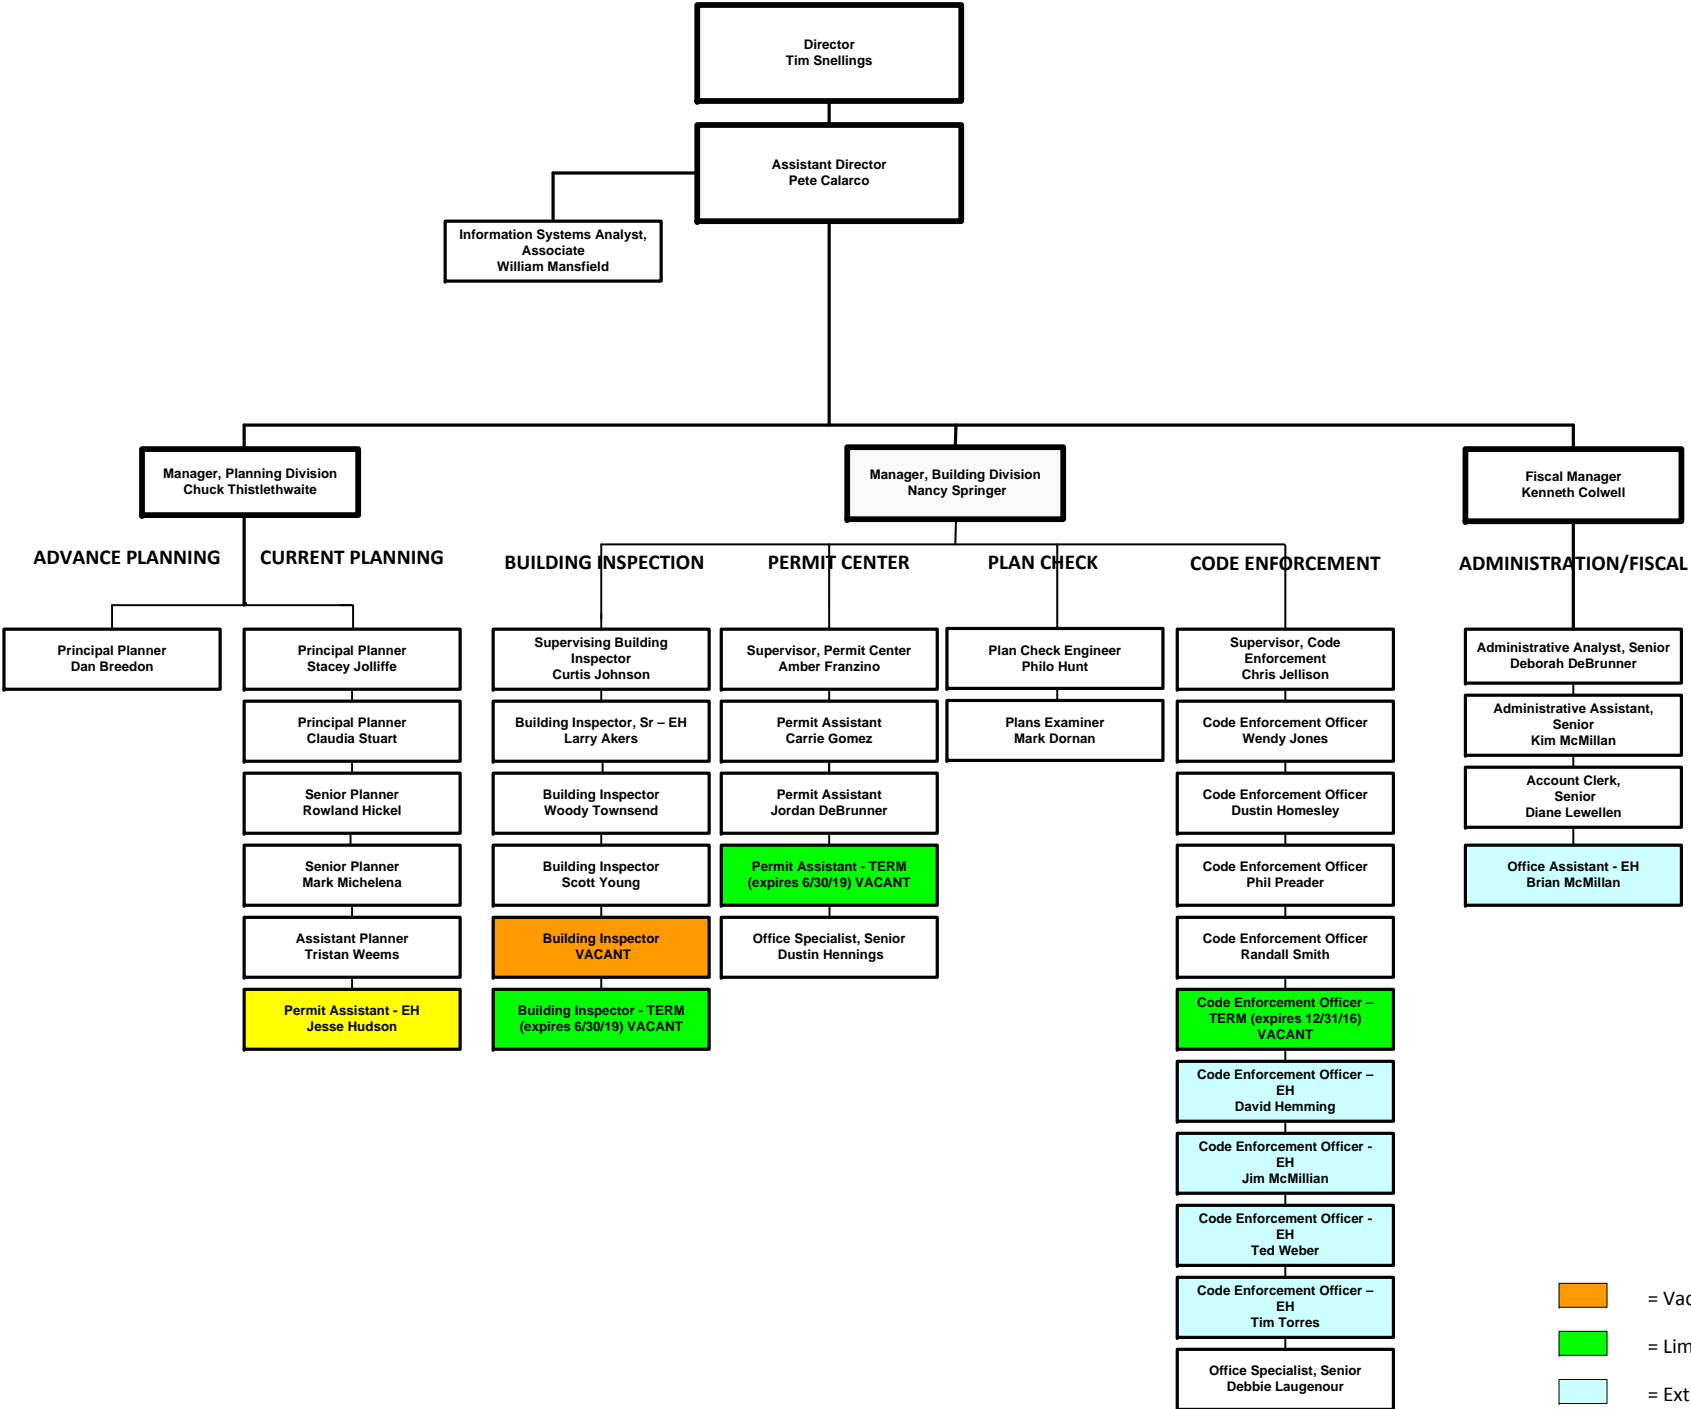 Director
Tim Snellings
Assistant Director
Pete Calarco
Information Systems Analyst,
Associate
William Mansfield
Manager, Planning Division
Chuck Thistlethwaite
Manager, Building Division
Nancy Springer
Fiscal Manager
Kenneth Colwell
ADVANCE PLANNING
CURRENT PLANNING
BUILDING INSPECTION
PERMIT CENTER
PLAN CHECK
CODE ENFORCEMENT
ADMINISTRATION/FISCAL
Principal Planner
Dan Breedon
Principal Planner
Stacey Jolliffe
Principal Planner
Claudia Stuart
Senior Planner
Rowland Hickel
Senior Planner
Mark Michelena
Assistant Planner
Tristan Weems
Permit Assistant - EH
Jesse Hudson
Supervising Building
Inspector
Curtis Johnson
Building Inspector, Sr – EH
Larry Akers
Building Inspector
Woody Townsend
Building Inspector
Scott Young
Building Inspector
VACANT
Building Inspector - TERM
(expires 6/30/19) VACANT
Supervisor, Permit Center
Amber Franzino
Permit Assistant
Carrie Gomez
Permit Assistant
Jordan DeBrunner
Permit Assistant - TERM
(expires 6/30/19) VACANT
Office Specialist, Senior
Dustin Hennings
Plan Check Engineer
Philo Hunt
Plans Examiner
Mark Dornan
Supervisor, Code
Enforcement
Chris Jellison
Code Enforcement Officer
Wendy Jones
Code Enforcement Officer
Dustin Homesley
Code Enforcement Officer
Phil Preader
Code Enforcement Officer
Randall Smith
Code Enforcement Officer –
TERM (expires 12/31/16)
VACANT
Code Enforcement Officer –
EH
David Hemming
Code Enforcement Officer -
EH
Jim McMillian
Code Enforcement Officer -
EH
Ted Weber
Code Enforcement Officer –
EH
Tim Torres
Office Specialist, Senior
Debbie Laugenour
Administrative Analyst, Senior
Deborah DeBrunner
Administrative Assistant,
Senior
Kim McMillan
Account Clerk,
Senior
Diane Lewellen
Office Assistant - EH
Brian McMillan
= Vac
= Lim
= Ext